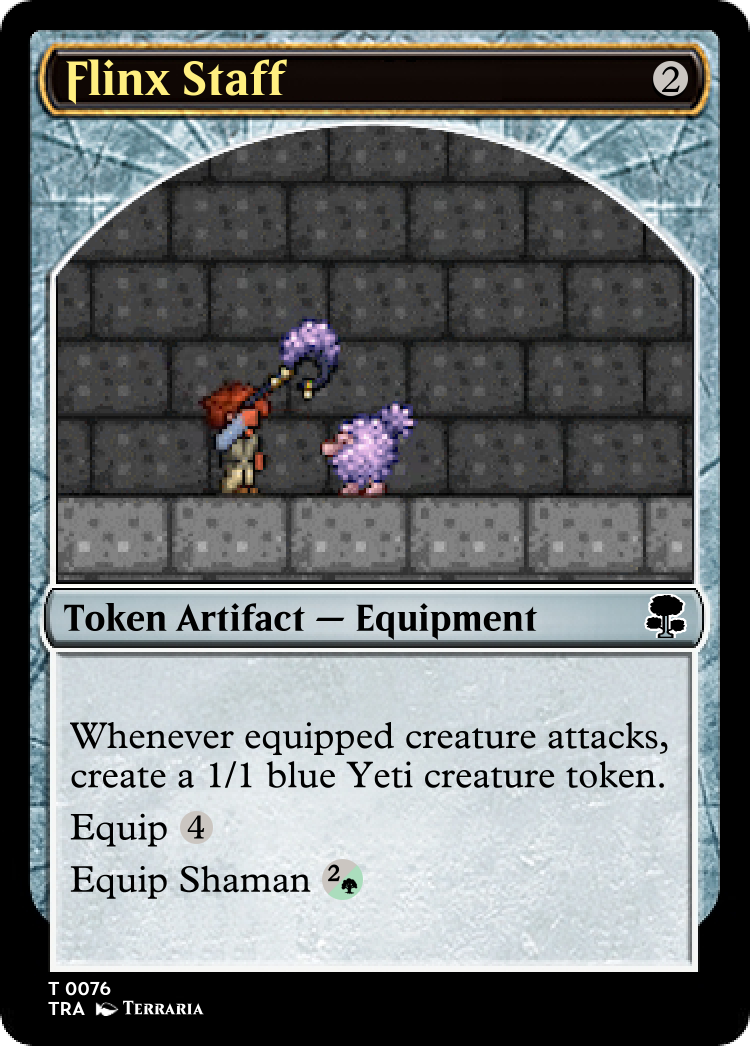 Flinx Staff 2
Token Artifact — Equipment
Whenever equipped creature attacks,
create a 1/1 blue Yeti creature token.
Equip 4
Equip Shaman 2
T 0076
TRA TERRARIA